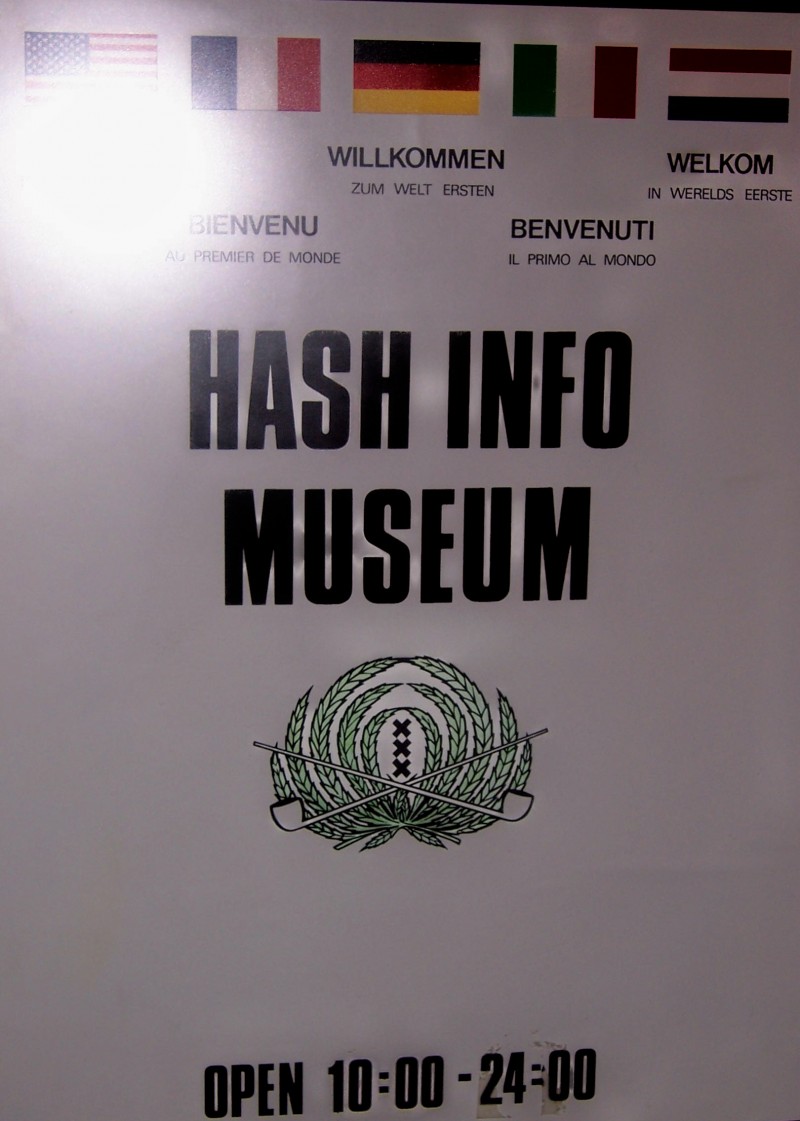 WILLKOMMEN
ZUM WELT ERSTEN
WELKOM
IN WERELDS EERSTE
BIENVENU
AU PREMIER DE MONDE
BENVENUTI
IL PRIMO AL MONDO
HASH INFO
MUSEUM
XXX
OPEN 10:00 - 24:00